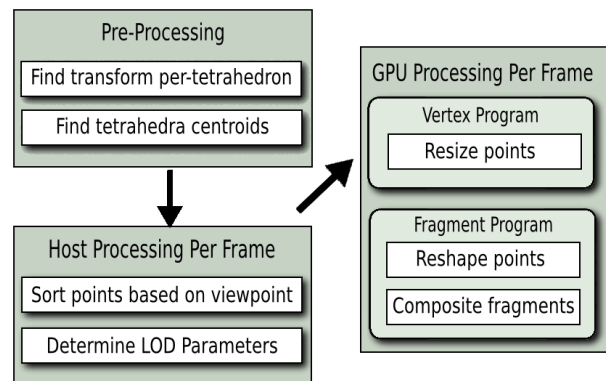 Pre-Processing
Find transform per-tetrahedron
Find tetrahedra centroids
Host Processing Per Frame
Sort points based on viewpoint
Determine LOD Parameters
GPU Processing Per Frame
Vertex Program
Resize points
Fragment Program
Reshape points
Composite fragments